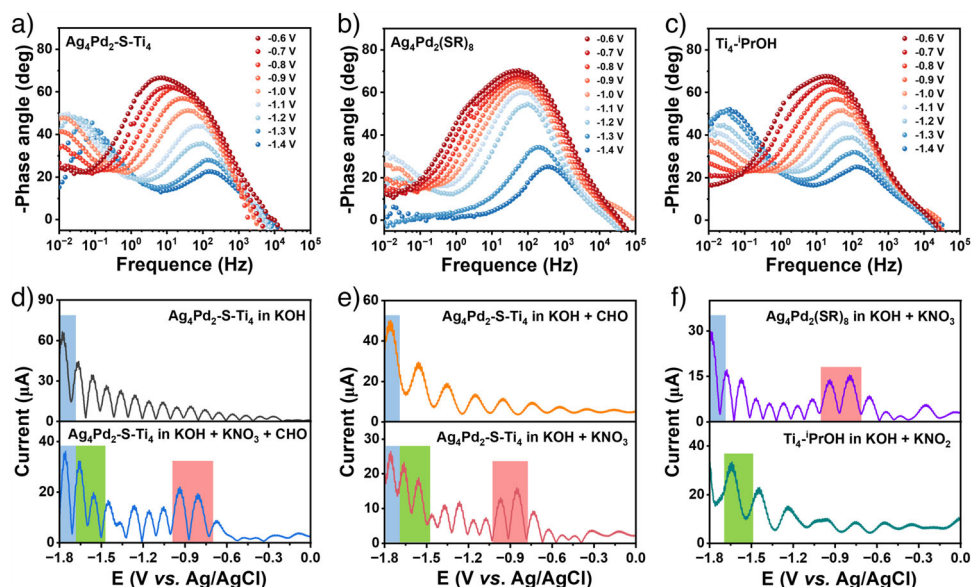 a)
Ag₄Pd₂-S-Ti₄
-0.6 V
-0.7 V
-0.8 V
-0.9 V
-1.0 V
-1.1 V
-1.2 V
-1.3 V
-1.4 V
-Phase angle (deg)
80
60
40
20
0
10⁻² 10⁻¹ 10⁰ 10¹ 10² 10³ 10⁴ 10⁵
Frequence (Hz)
b)
Ag₄Pd₂(SR)₈
-0.6 V
-0.7 V
-0.8 V
-0.9 V
-1.0 V
-1.1 V
-1.2 V
-1.3 V
-1.4 V
-Phase angle (deg)
80
60
40
20
0
10⁻² 10⁻¹ 10⁰ 10¹ 10² 10³ 10⁴ 10⁵
Frequence (Hz)
c)
Ti₄-ⁱPrOH
-0.6 V
-0.7 V
-0.8 V
-0.9 V
-1.0 V
-1.1 V
-1.2 V
-1.3 V
-1.4 V
-Phase angle (deg)
80
60
40
20
0
10⁻² 10⁻¹ 10⁰ 10¹ 10² 10³ 10⁴ 10⁵
Frequence (Hz)
d)
Ag₄Pd₂-S-Ti₄ in KOH
90
60
30
0
Current (μA)
Ag₄Pd₂-S-Ti₄ in KOH + KNO₃ + CHO
40
20
0
−1.8 −1.5 −1.2 −0.9 −0.6 −0.3 0.0
E (V vs. Ag/AgCl)
e)
Ag₄Pd₂-S-Ti₄ in KOH + CHO
60
40
20
0
Current (μA)
Ag₄Pd₂-S-Ti₄ in KOH + KNO₃
30
20
10
0
−1.8 −1.5 −1.2 −0.9 −0.6 −0.3 0.0
E (V vs. Ag/AgCl)
f)
Ag₄Pd₂(SR)₈ in KOH + KNO₃
30
15
0
Current (μA)
Ti₄-ⁱPrOH in KOH + KNO₂
40
20
0
−1.8 −1.5 −1.2 −0.9 −0.6 −0.3 0.0
E (V vs. Ag/AgCl)